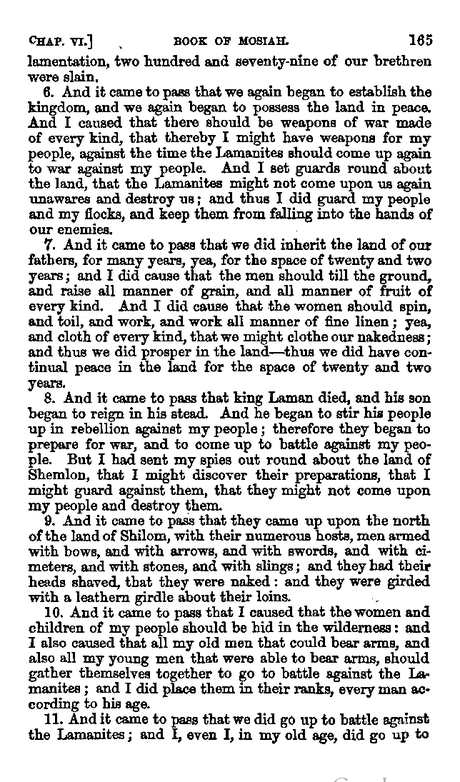 CHAP. VI.] BOOK OF MOSIAH. 165
lamentation, two hundred and seventy-nine of our brethren
were slain.
6. And it came to pass that we again began to establish the
kingdom, and we again began to possess the land in peace.
And I caused that there should be weapons of war made
of every kind, that thereby I might have weapons for my
people, against the time the Lamanites should come up again
to war against my people. And I set guards round about
the land, that the Lamanites might not come upon us again
unawares and destroy us; and thus I did guard my people
and my flocks, and keep them from falling into the hands of
our enemies.
7. And it came to pass that we did inherit the land of our
fathers, for many years, yea, for the space of twenty and two
years; and I did cause that the men should till the ground,
and raise all manner of grain, and all manner of fruit of
every kind. And I did cause that the women should spin,
and toil, and work, and work all manner of fine linen; yea,
and cloth of every kind, that we might clothe our nakedness;
and thus we did prosper in the land—thus we did have con-
tinual peace in the land for the space of twenty and two
years.
8. And it came to pass that king Laman died, and his son
began to reign in his stead. And he began to stir his people
up in rebellion against my people; therefore they began to
prepare for war, and to come up to battle against my peo-
ple. But I had sent my spies out round about the land of
Shemlon, that I might discover their preparations, that I
might guard against them, that they might not come upon
my people and destroy them.
9. And it came to pass that they came up upon the north
of the land of Shilom, with their numerous hosts, men armed
with bows, and with arrows, and with swords, and with ci-
meters, and with stones, and with slings; and they had their
heads shaved, that they were naked: and they were girded
with a leathern girdle about their loins.
10. And it came to pass that I caused that the women and
children of my people should be hid in the wilderness: and
I also caused that all my old men that could bear arms, and
also all my young men that were able to bear arms, should
gather themselves together to go to battle against the La-
manites; and I did place them in their ranks, every man ac-
cording to his age.
11. And it came to pass that we did go up to battle against
the Lamanites; and I, even I, in my old age, did go up to